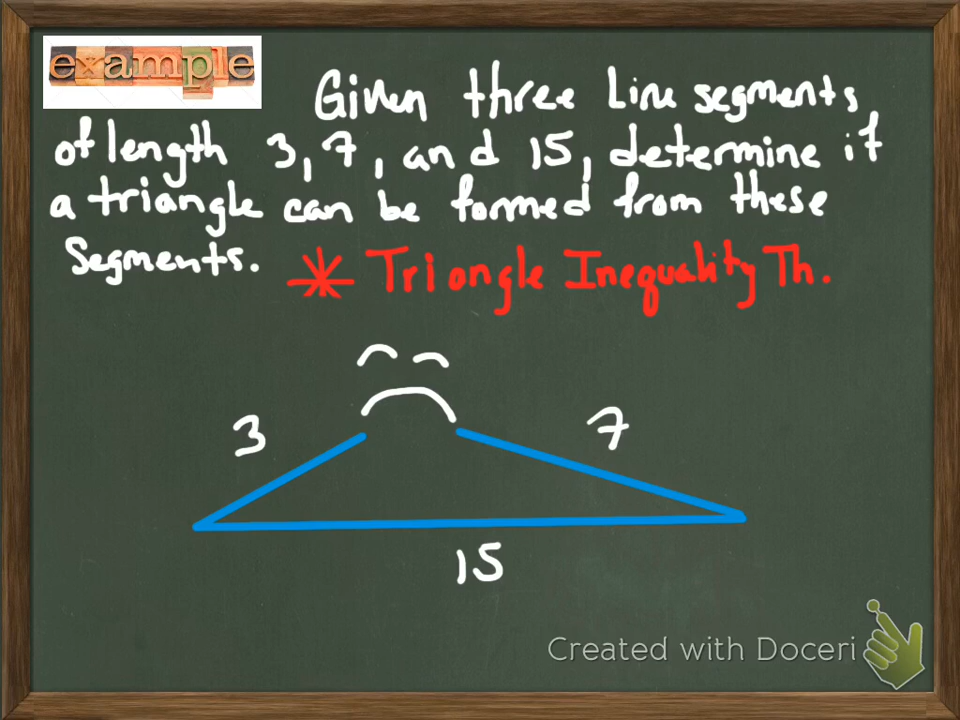 example
Given three Line segments
of length 3, 7, and 15, determine if
a triangle can be formed from these
Segments. * Triangle Inequality Th.
3
7
15
Created with Doceri